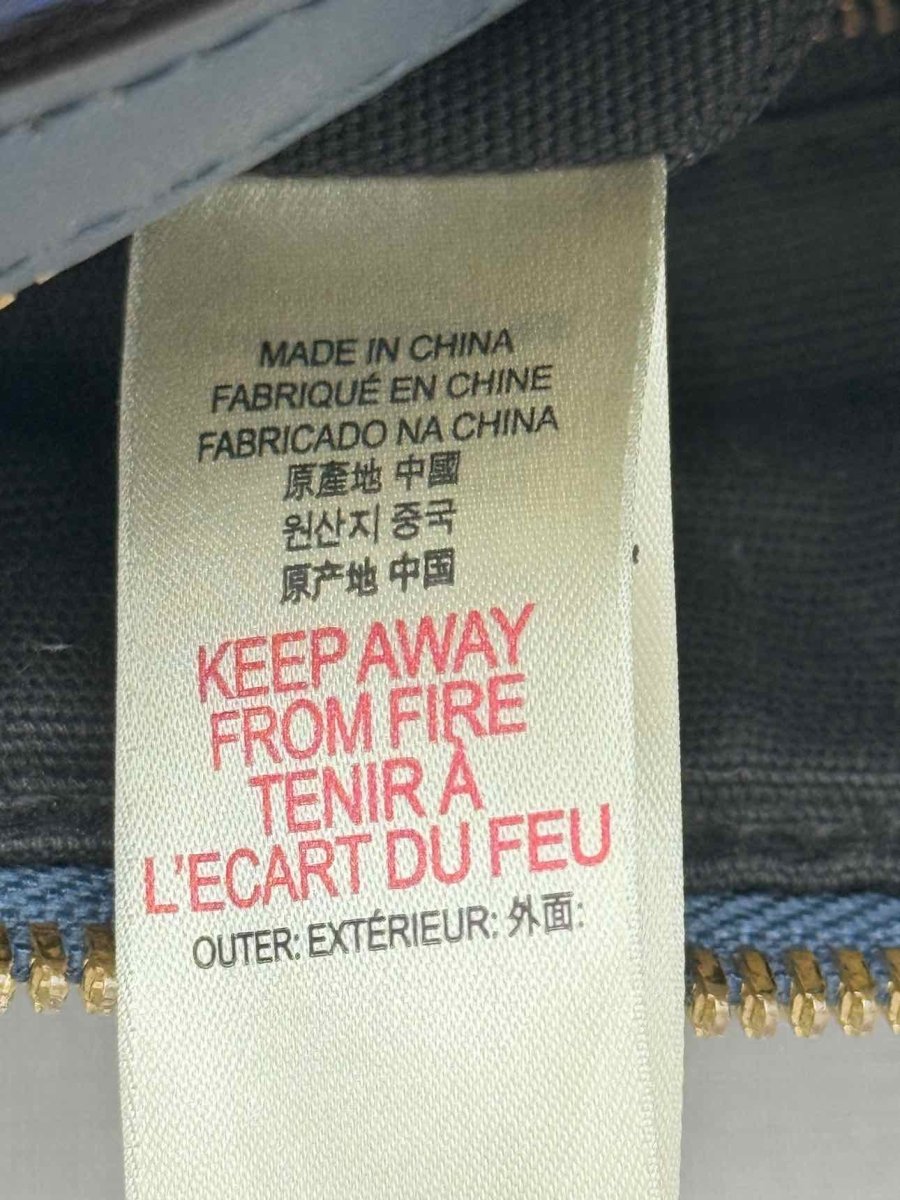 MADE IN CHINA
FABRIQUÉ EN CHINE
FABRICADO NA CHINA
原產地 中國
원산지 중국
原产地 中国
KEEP AWAY
FROM FIRE
TENIR À
L'ECART DU FEU
OUTER: EXTÉRIEUR: 外面: